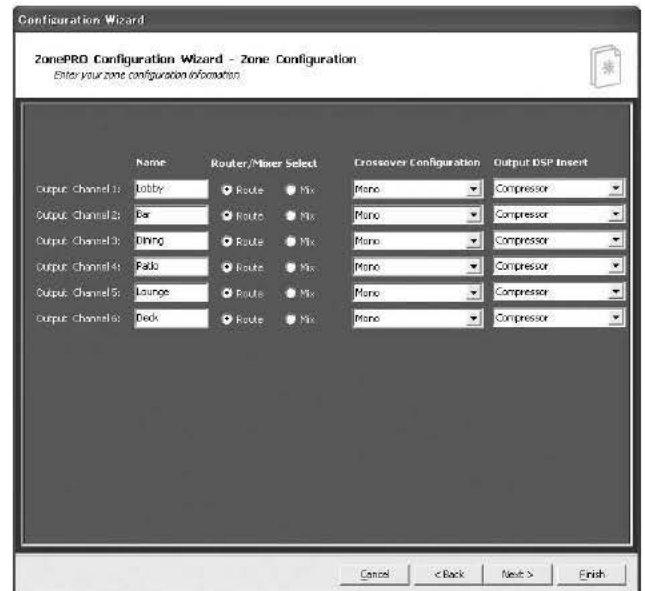 Configuration Wizard
ZonePRO Configuration Wizard - Zone Configuration
Enter your zone configuration information
Name Router/Mixer Select Crossover Configuration Output DSP Insert
Output Channel 1: Lobby Route Mix Mono Compressor
Output Channel 2: Bar Route Mix Mono Compressor
Output Channel 3: Dining Route Mix Mono Compressor
Output Channel 4: Patio Route Mix Mono Compressor
Output Channel 5: Lounge Route Mix Mono Compressor
Output Channel 6: Deck Route Mix Mono Compressor
Cancel < Back Next > Finish